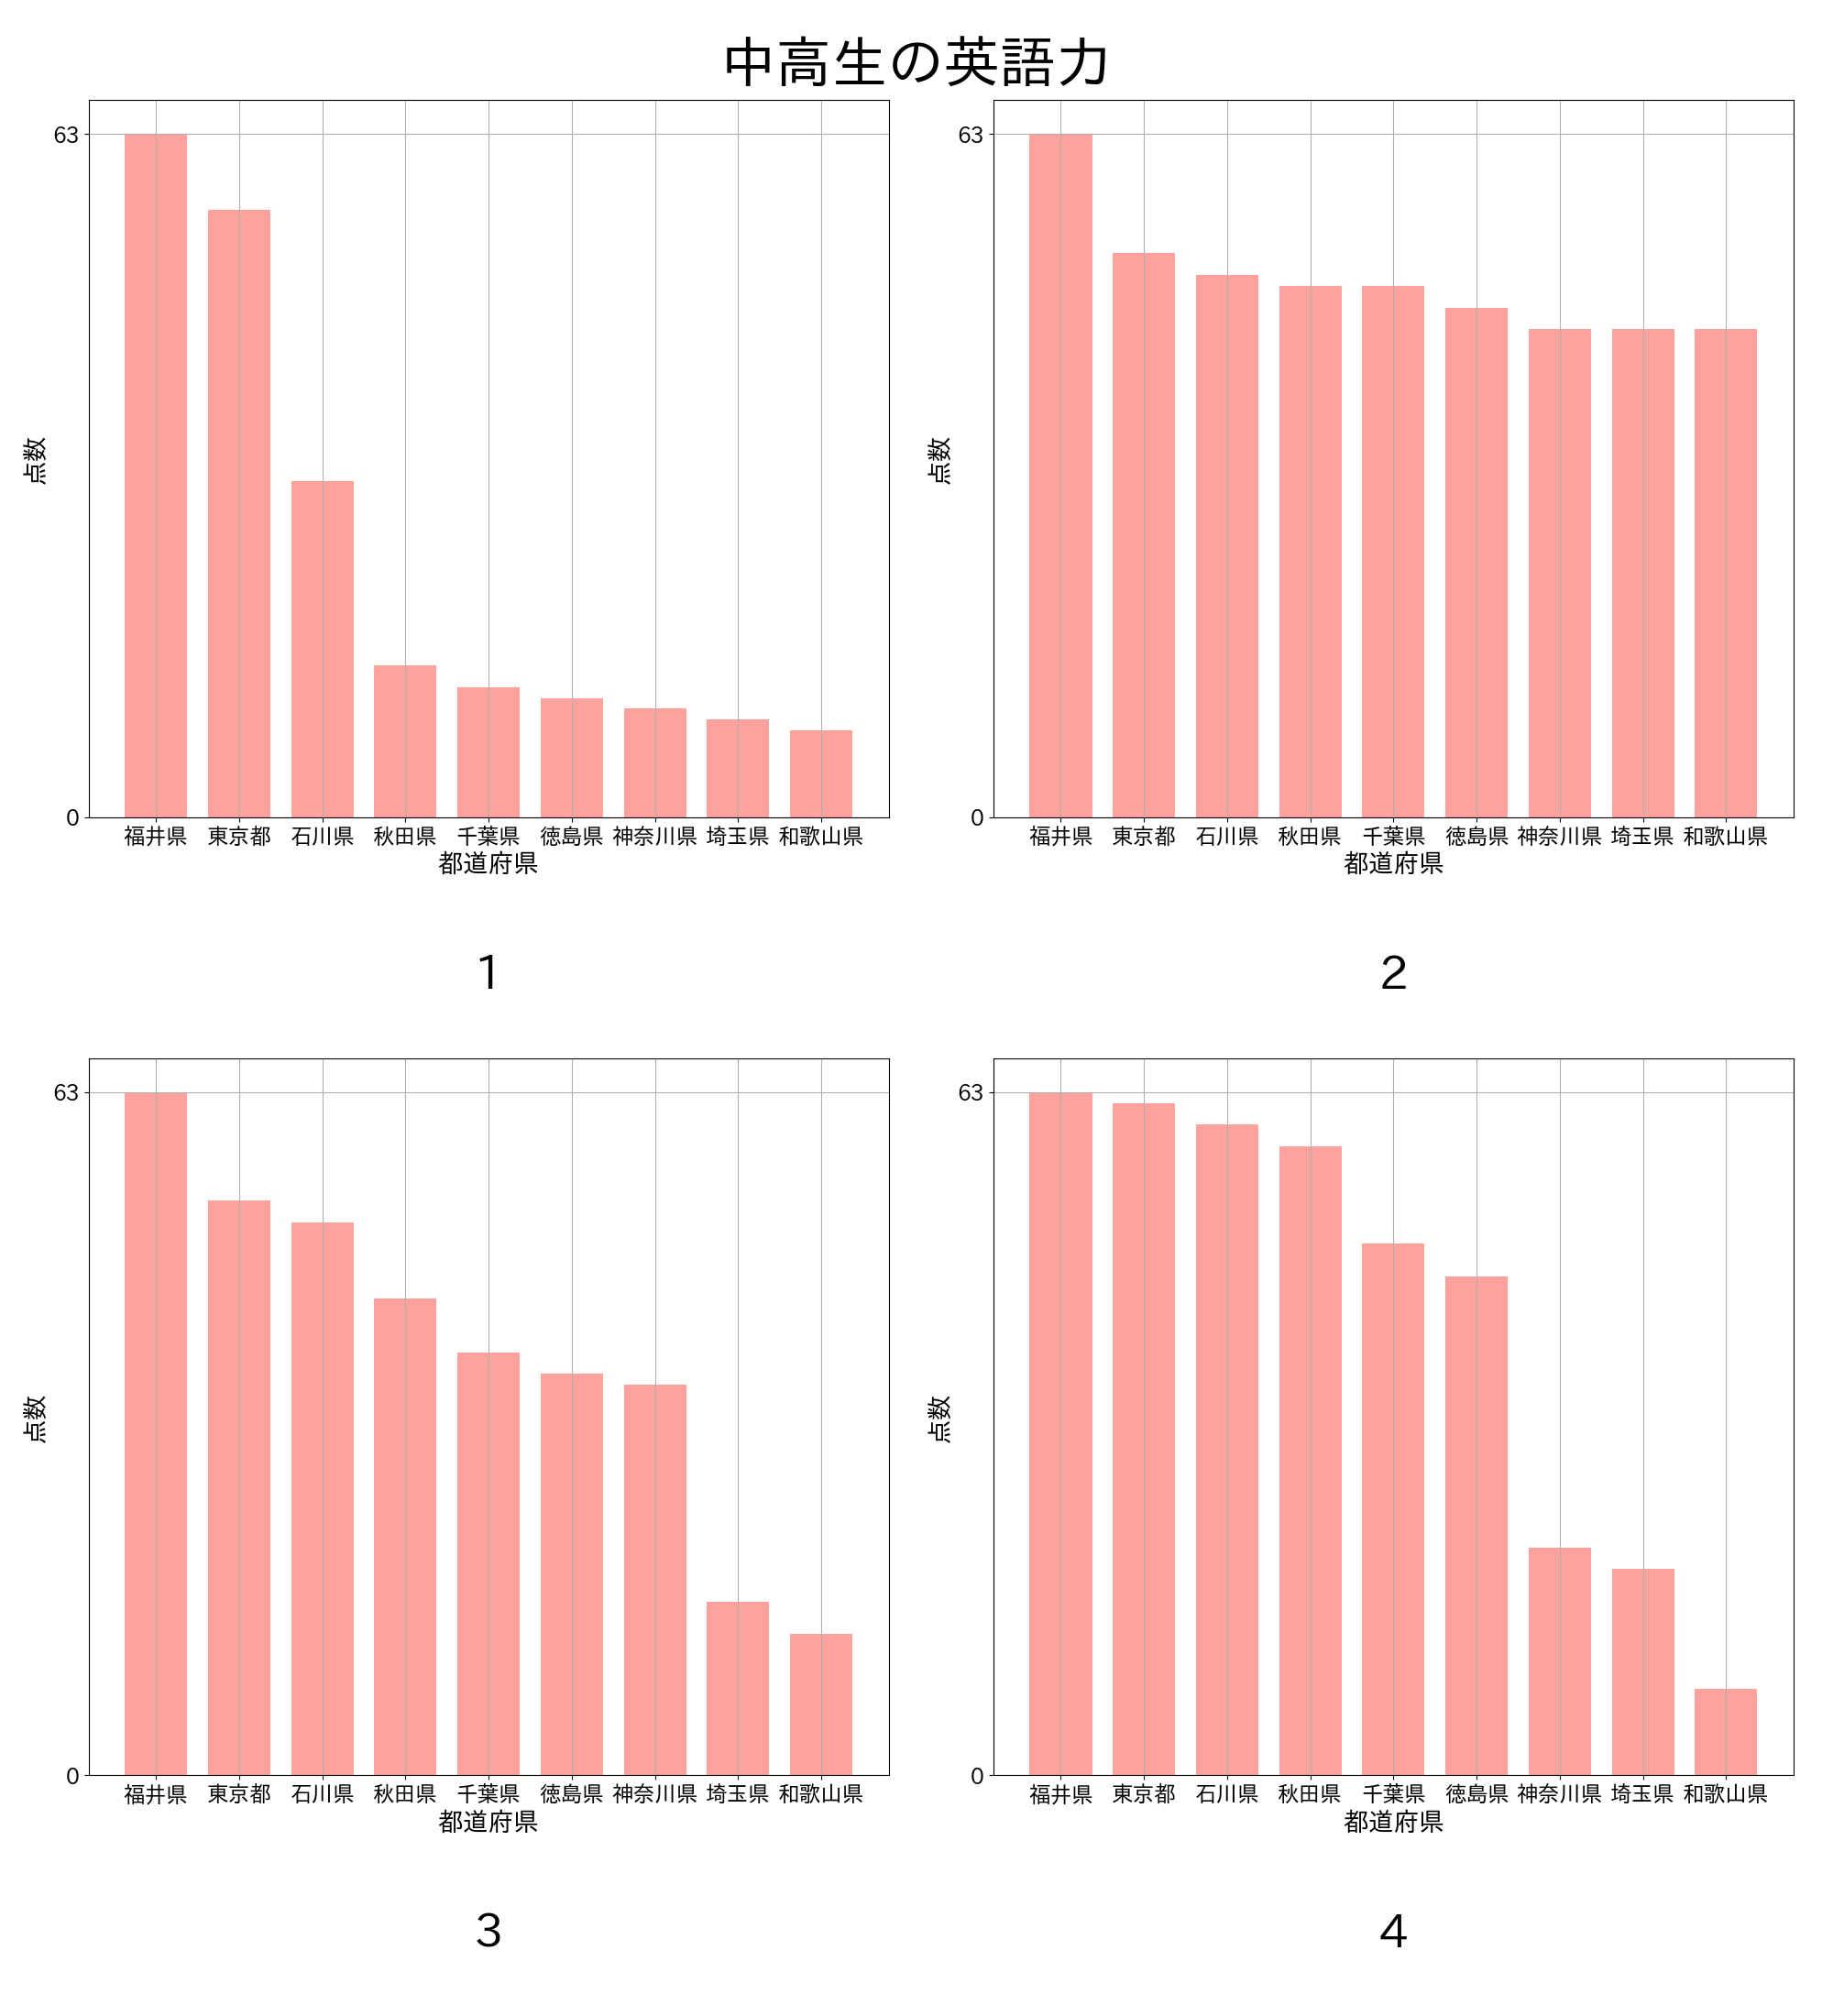 中高生の英語力
63
0
点数
福井県 東京都 石川県 秋田県 千葉県 徳島県 神奈川県 埼玉県 和歌山県
都道府県
1
63
0
点数
福井県 東京都 石川県 秋田県 千葉県 徳島県 神奈川県 埼玉県 和歌山県
都道府県
2
63
0
点数
福井県 東京都 石川県 秋田県 千葉県 徳島県 神奈川県 埼玉県 和歌山県
都道府県
3
63
0
点数
福井県 東京都 石川県 秋田県 千葉県 徳島県 神奈川県 埼玉県 和歌山県
都道府県
4